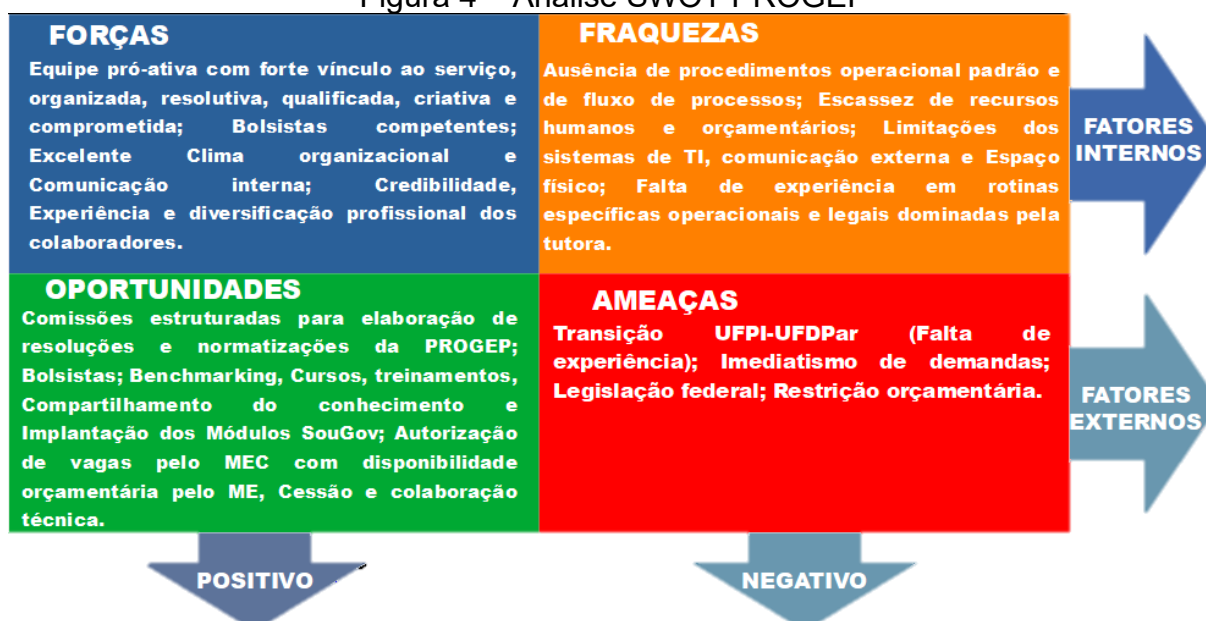 Figura 4 – Análise SWOT PROGEP
FORÇAS
Equipe pró-ativa com forte vínculo ao serviço,
organizada, resolutiva, qualificada, criativa e
comprometida; Bolsistas competentes;
Excelente Clima organizacional e
Comunicação interna; Credibilidade,
Experiência e diversificação profissional dos
colaboradores.
FRAQUEZAS
Ausência de procedimentos operacional padrão e
de fluxo de processos; Escassez de recursos
humanos e orçamentários; Limitações dos
sistemas de TI, comunicação externa e Espaço
físico; Falta de experiência em rotinas
específicas operacionais e legais dominadas pela
tutora.
FATORES
INTERNOS
OPORTUNIDADES
Comissões estruturadas para elaboração de
resoluções e normatizações da PROGEP;
Bolsistas; Benchmarking, Cursos, treinamentos,
Compartilhamento do conhecimento e
Implantação dos Módulos SouGov; Autorização
de vagas pelo MEC com disponibilidade
orçamentária pelo ME, Cessão e colaboração
técnica.
AMEAÇAS
Transição UFPI-UFDPar (Falta de
experiência); Imediatismo de demandas;
Legislação federal; Restrição orçamentária.
FATORES
EXTERNOS
POSITIVO
NEGATIVO